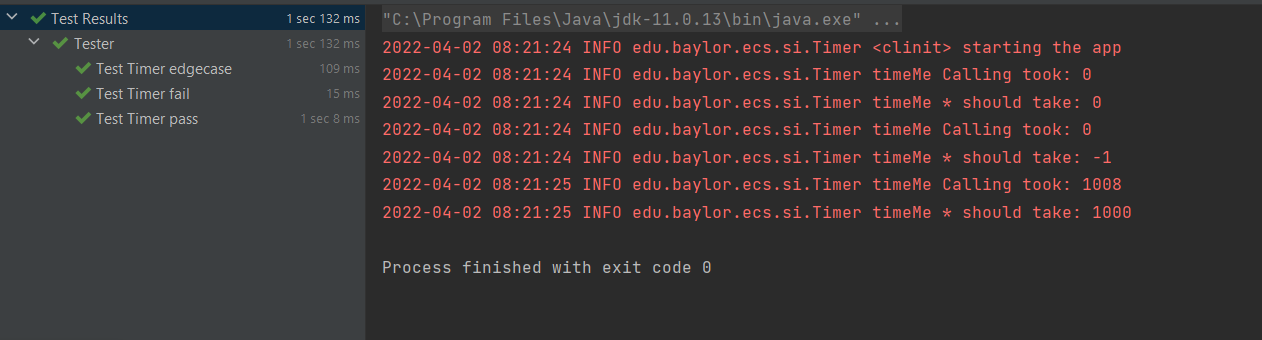 Test Results 1 sec 132 ms
Tester 1 sec 132 ms
Test Timer edgecase 109 ms
Test Timer fail 15 ms
Test Timer pass 1 sec 8 ms
"C:\Program Files\Java\jdk-11.0.13\bin\java.exe" ...
2022-04-02 08:21:24 INFO edu.baylor.ecs.si.Timer <clinit> starting the app
2022-04-02 08:21:24 INFO edu.baylor.ecs.si.Timer timeMe Calling took: 0
2022-04-02 08:21:24 INFO edu.baylor.ecs.si.Timer timeMe * should take: 0
2022-04-02 08:21:24 INFO edu.baylor.ecs.si.Timer timeMe Calling took: 0
2022-04-02 08:21:24 INFO edu.baylor.ecs.si.Timer timeMe * should take: -1
2022-04-02 08:21:25 INFO edu.baylor.ecs.si.Timer timeMe Calling took: 1008
2022-04-02 08:21:25 INFO edu.baylor.ecs.si.Timer timeMe * should take: 1000
Process finished with exit code 0